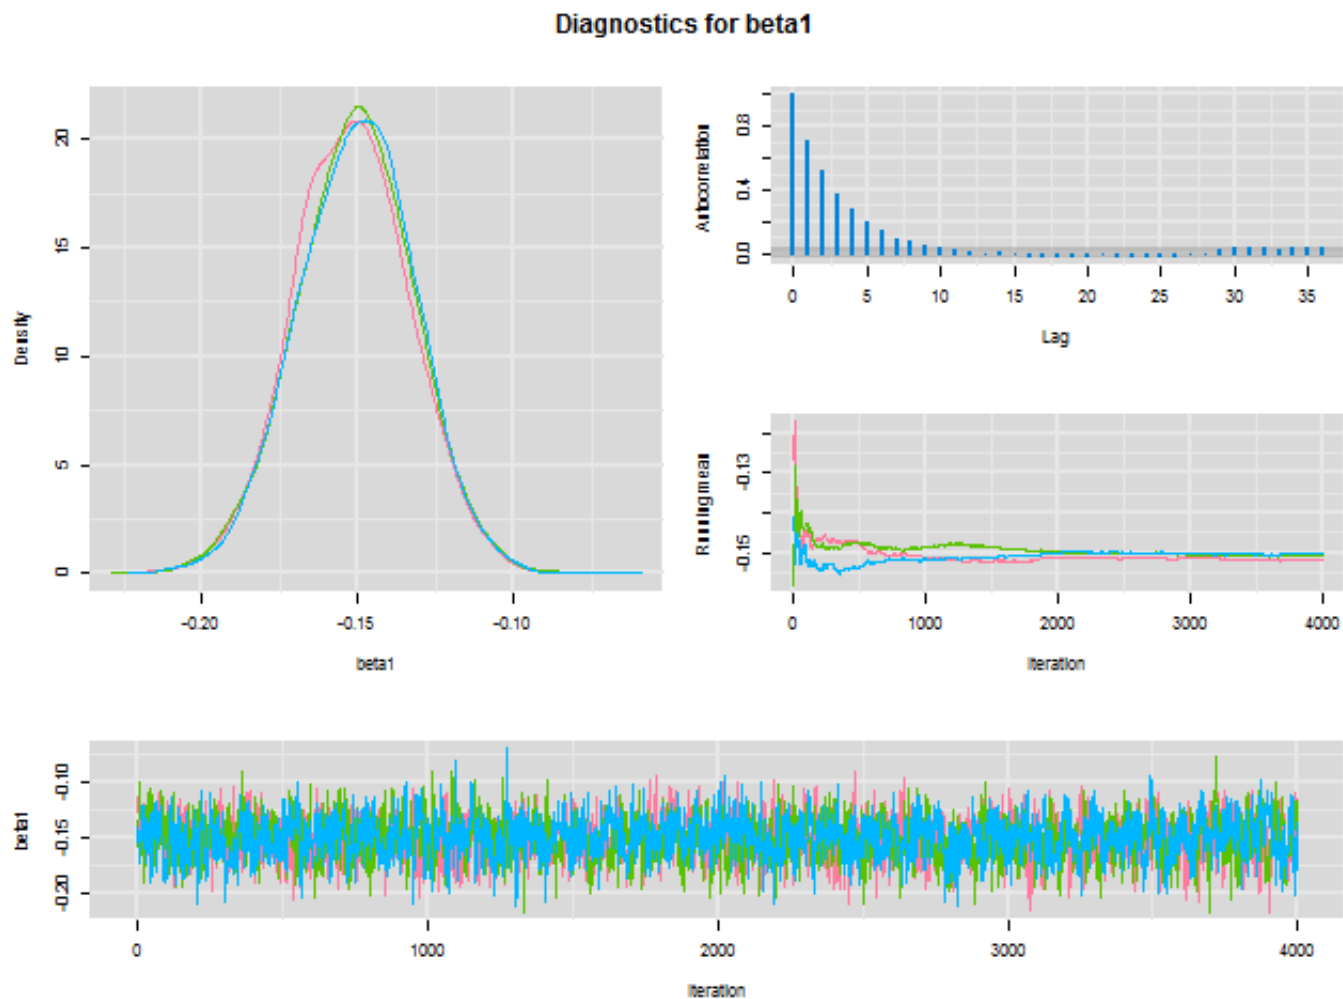 Diagnostics for beta1
Density
20
15
10
5
0
-0.20 -0.15 -0.10
beta1
Autocorrelation
0.8
0.4
0.0
0 5 10 15 20 25 30 35
Lag
Running mean
-0.13
-0.15
0 1000 2000 3000 4000
Iteration
beta1
-0.10
-0.15
-0.20
0 1000 2000 3000 4000
Iteration